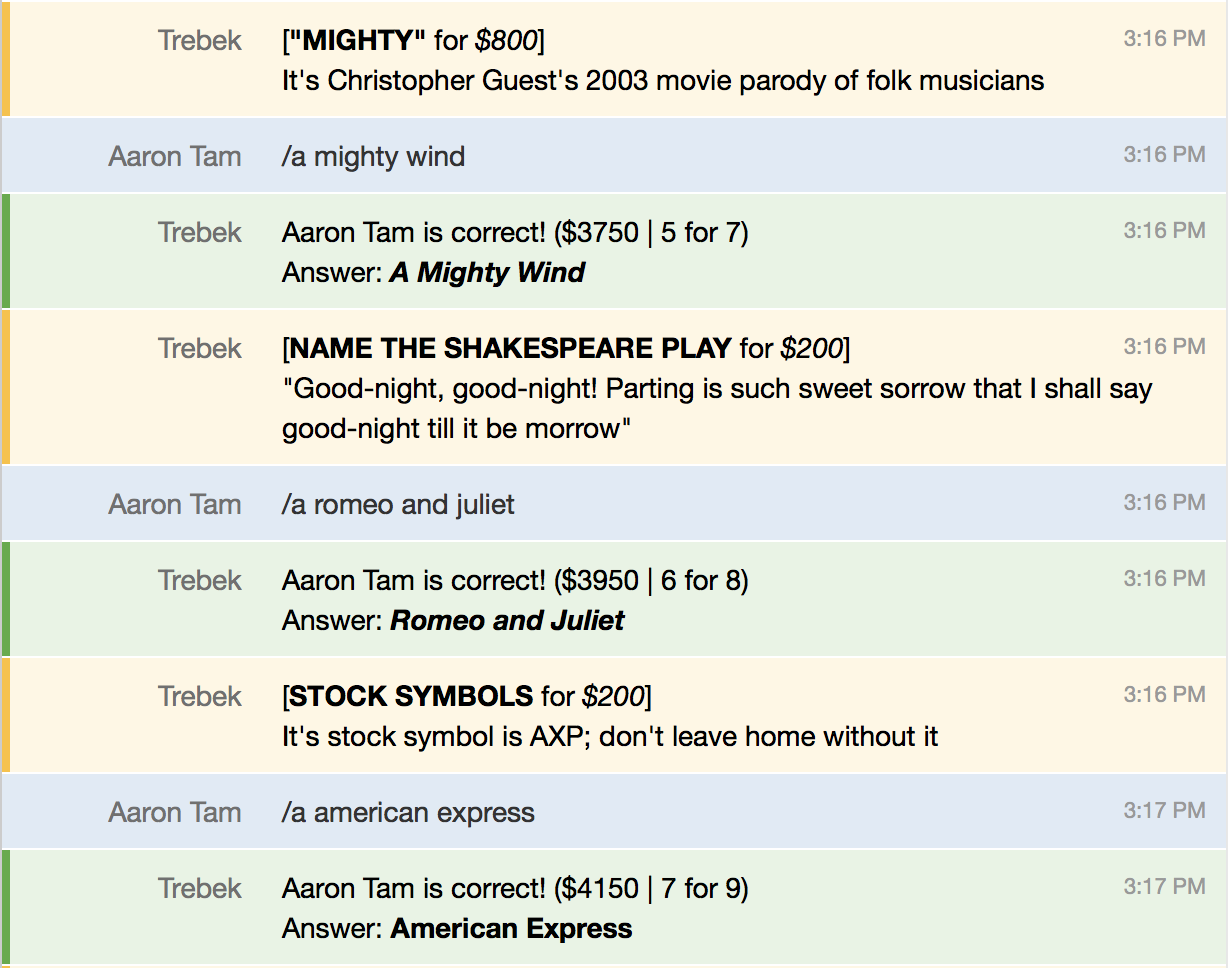 Trebek ["MIGHTY" for $800] 3:16 PM
It's Christopher Guest's 2003 movie parody of folk musicians
Aaron Tam /a mighty wind 3:16 PM
Trebek Aaron Tam is correct! ($3750 | 5 for 7) 3:16 PM
Answer: A Mighty Wind
Trebek [NAME THE SHAKESPEARE PLAY for $200] 3:16 PM
"Good-night, good-night! Parting is such sweet sorrow that I shall say
good-night till it be morrow"
Aaron Tam /a romeo and juliet 3:16 PM
Trebek Aaron Tam is correct! ($3950 | 6 for 8) 3:16 PM
Answer: Romeo and Juliet
Trebek [STOCK SYMBOLS for $200] 3:16 PM
It's stock symbol is AXP; don't leave home without it
Aaron Tam /a american express 3:17 PM
Trebek Aaron Tam is correct! ($4150 | 7 for 9) 3:17 PM
Answer: American Express